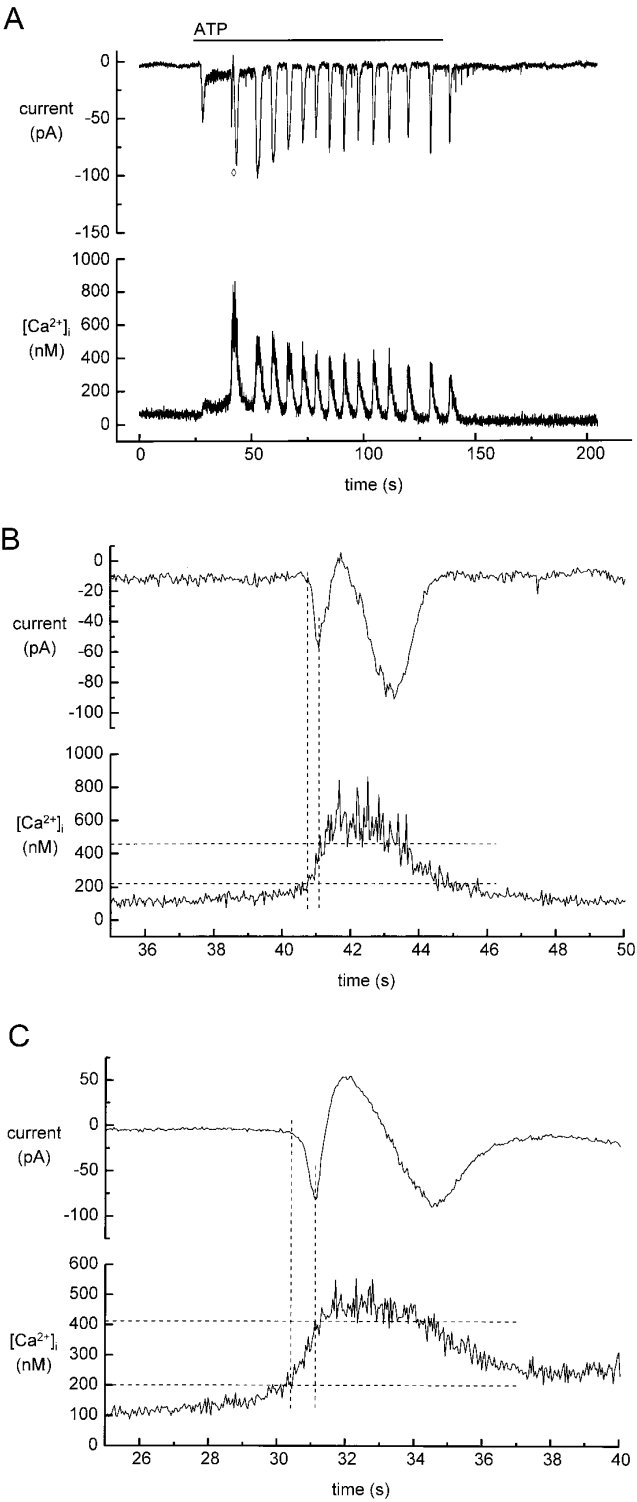 A
ATP
0
-50
-100
-150
current
(pA)
1000
800
600
400
200
0
[Ca²⁺]i
(nM)
0 50 100 150 200
time (s)
B
0
-20
-40
-60
-80
-100
current
(pA)
1000
800
600
400
200
0
[Ca²⁺]i
(nM)
36 38 40 42 44 46 48 50
time (s)
C
50
0
-50
-100
current
(pA)
600
500
400
300
200
100
0
[Ca²⁺]i
(nM)
26 28 30 32 34 36 38 40
time (s)